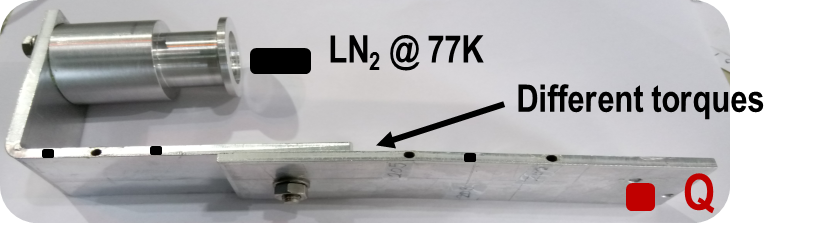 LN₂ @ 77K
Different torques
Q